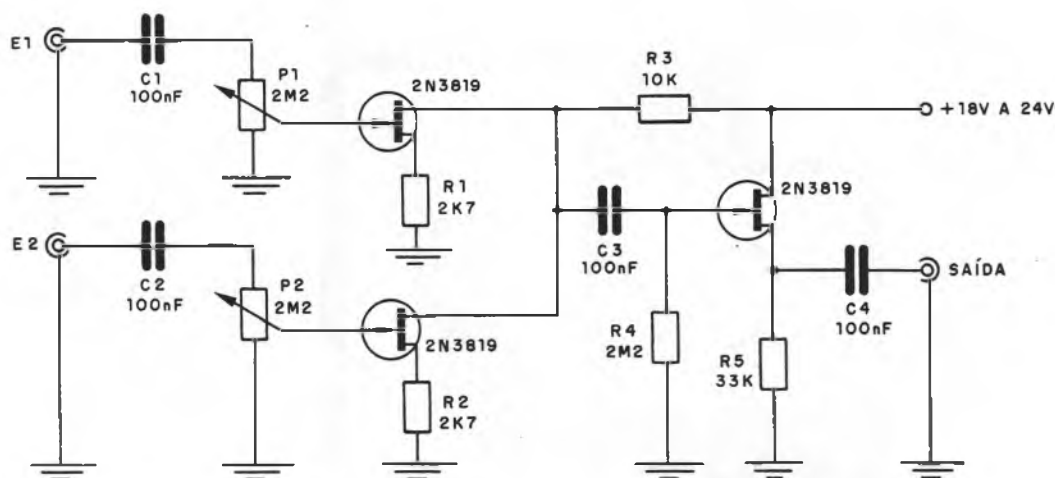 E1
C1
100nF
P1
2M2
2N3819
R1
2K7
R3
10K
+18V A 24V
2N3819
E2
C2
100nF
P2
2M2
2N3819
R2
2K7
C3
100nF
R4
2M2
R5
33K
C4
100nF
SAÍDA